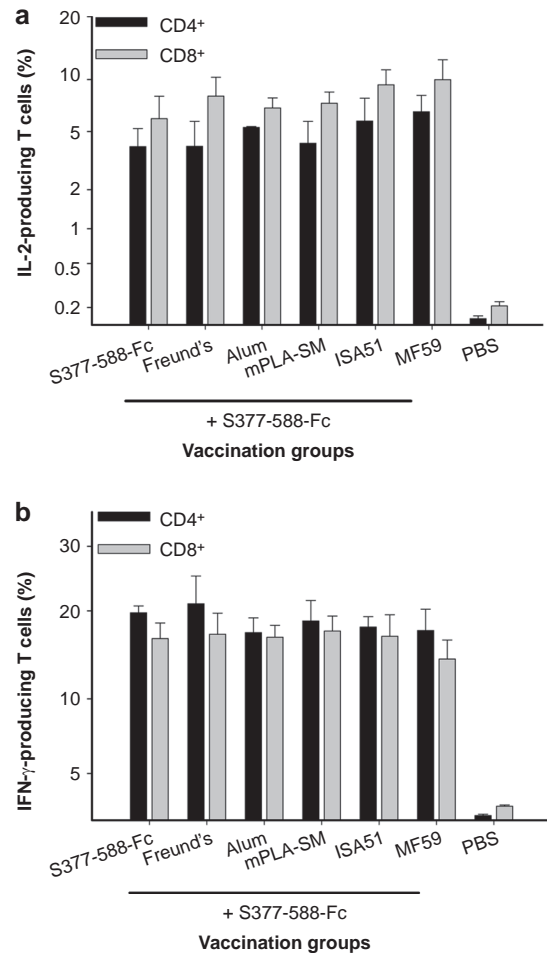 a
CD4+
CD8+
IL-2-producing T cells (%)
20
10
5
2
1
0.5
0.2
S377-588-Fc
Freund's
Alum
mPLA-SM
ISA51
MF59
PBS
+ S377-588-Fc
Vaccination groups
b
CD4+
CD8+
IFN-γ-producing T cells (%)
30
20
10
5
S377-588-Fc
Freund's
Alum
mPLA-SM
ISA51
MF59
PBS
+ S377-588-Fc
Vaccination groups